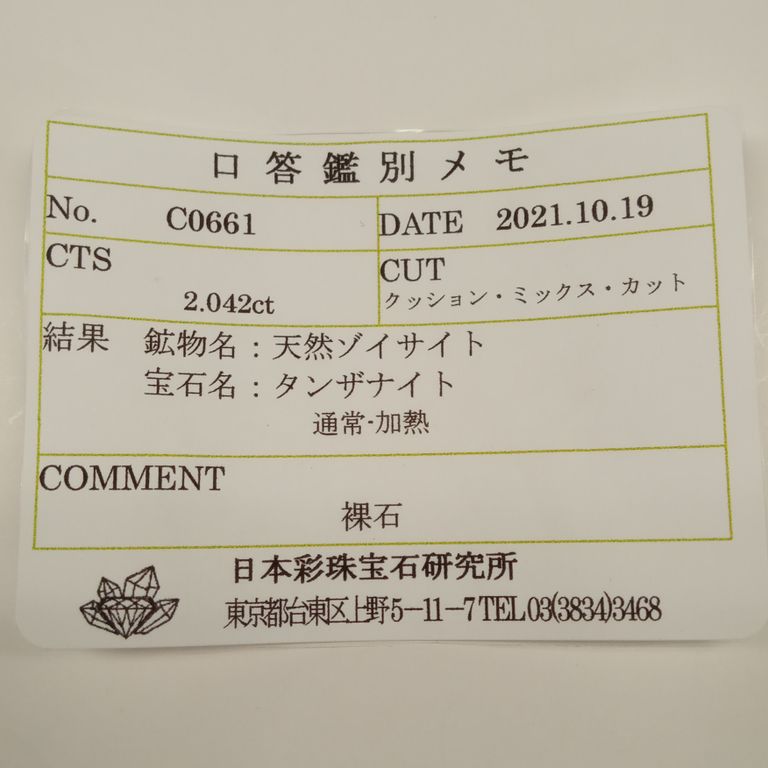 口答鑑別メモ
No. C0661 DATE 2021.10.19
CTS CUT
2.042ct クッション・ミックス・カット
結果 鉱物名：天然ゾイサイト
宝石名：タンザナイト
通常-加熱
COMMENT
裸石
日本彩珠宝石研究所
東京都台東区上野5－11－7 TEL 03(3834)3468